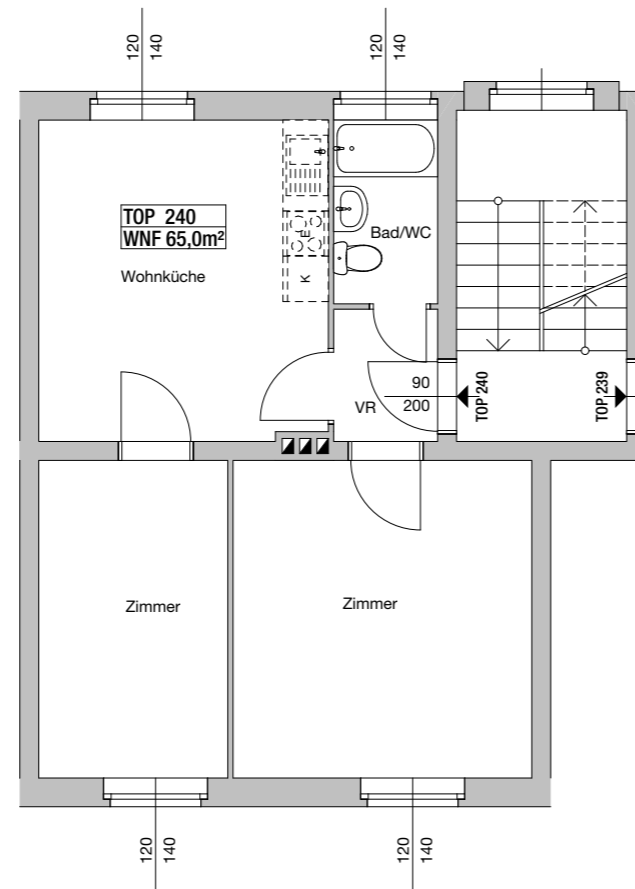 120
140
120
140
TOP 240
WNF 65,0m²
Wohnküche
E
K
Bad/WC
VR
90
200
TOP 240
TOP 239
Zimmer
Zimmer
120
140
120
140